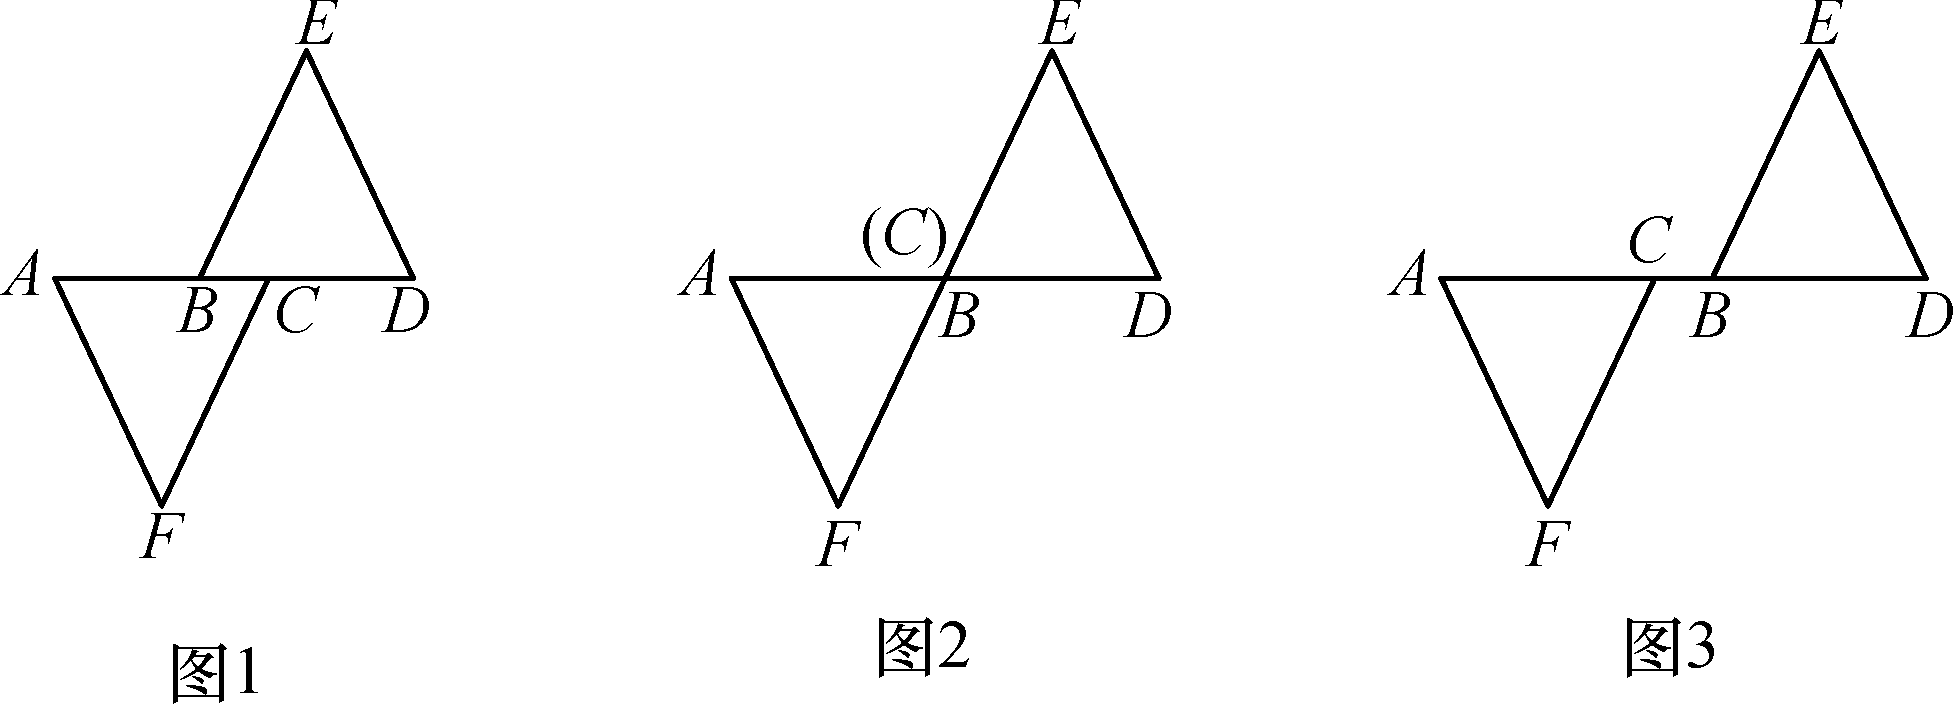 E E E
A B C D A (C) B D A C B D
F F F
图1 图2 图3